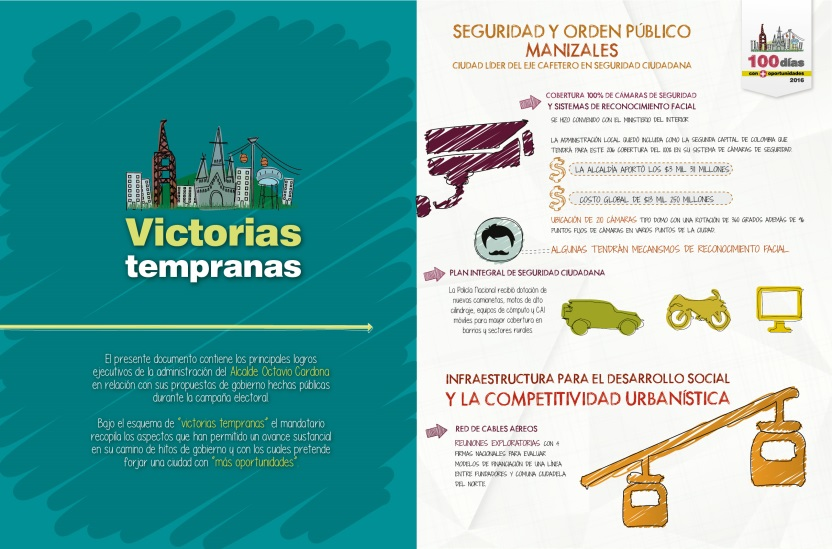 Victorias
tempranas
El presente documento contiene los principales logros
ejecutivos de la administración del Alcalde Octavio Cardona
en relación con sus propuestas de gobierno hechas públicas
durante la campaña electoral.
Bajo el esquema de "victorias tempranas" el mandatario
recopila los aspectos que han permitido un avance sustancial
en su camino de hitos de gobierno y con los cuales pretende
forjar una ciudad con "más oportunidades"
SEGURIDAD Y ORDEN PÚBLICO
MANIZALES
CIUDAD LÍDER DEL EJE CAFETERO EN SEGURIDAD CIUDADANA
100días
con + oportunidades
2016
COBERTURA 100% DE CÁMARAS DE SEGURIDAD
Y SISTEMAS DE RECONOCIMIENTO FACIAL
SE HIZO CONVENIO CON EL MINISTERIO DEL INTERIOR
LA ADMINISTRACIÓN LOCAL QUEDÓ INCLUIDA COMO LA SEGUNDA CAPITAL DE COLOMBIA QUE
TENDRÁ PARA ESTE 2016 COBERTURA DEL 100% EN SU SISTEMA DE CÁMARAS DE SEGURIDAD.
LA ALCALDÍA APORTÓ LOS $3 MIL 311 MILLONES
COSTO GLOBAL DE $23 MIL 250 MILLONES
UBICACIÓN DE 210 CÁMARAS TIPO DOMO CON UNA ROTACIÓN DE 360 GRADOS ADEMÁS DE 96
PUNTOS FIJOS DE CÁMARAS EN VARIOS PUNTOS DE LA CIUDAD.
ALGUNAS TENDRÁN MECANISMOS DE RECONOCIMIENTO FACIAL.
PLAN INTEGRAL DE SEGURIDAD CIUDADANA
La Policía Nacional recibió dotación de
nuevas camionetas, motos de alto
cilindraje, equipos de cómputo y CAI
móviles para mayor cobertura en
barrios y sectores rurales.
INFRAESTRUCTURA PARA EL DESARROLLO SOCIAL
Y LA COMPETITIVIDAD URBANÍSTICA
RED DE CABLES AÉREOS
REUNIONES EXPLORATORIAS CON 4
FIRMAS NACIONALES PARA EVALUAR
MODELOS DE FINANCIACIÓN DE UNA LÍNEA
ENTRE FUNDADORES Y COMUNA CIUDADELA
DEL NORTE.